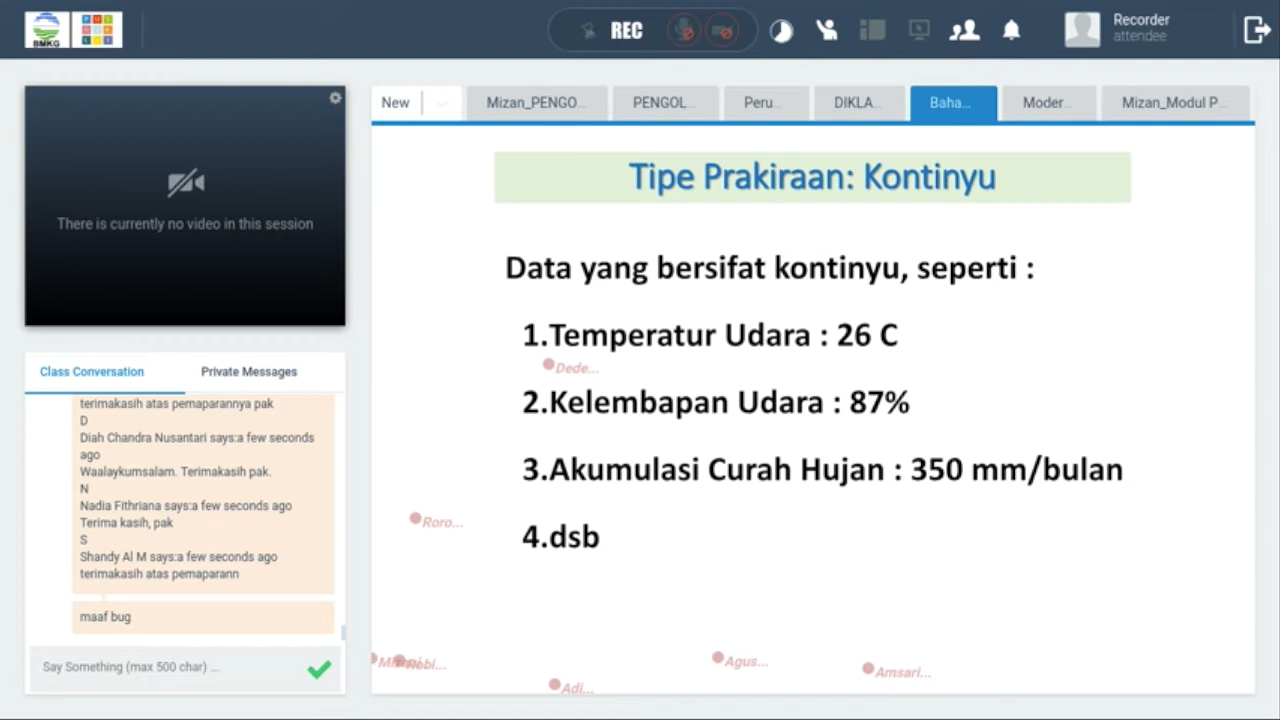 BMKG
REC
Recorder
attendee
New
Mizan_PENGO...
PENGOL...
Peru...
DIKLA...
Baha...
Moder...
Mizan_Modul P...
There is currently no video in this session
Class Conversation
Private Messages
terimakasih atas pemaparannya pak
D
Diah Chandra Nusantari says:a few seconds
ago
Waalaykumsalam. Terimakasih pak.
N
Nadia Fithriana says:a few seconds ago
Terima kasih, pak
S
Shandy Al M says:a few seconds ago
terimakasih atas pemaparann
maaf bug
Say Something (max 500 char) ...
Tipe Prakiraan: Kontinyu
Data yang bersifat kontinyu, seperti :
1.Temperatur Udara : 26 C
Dede...
2.Kelembapan Udara : 87%
3.Akumulasi Curah Hujan : 350 mm/bulan
Roro...
4.dsb
Agus...
Amsari...
Adi...